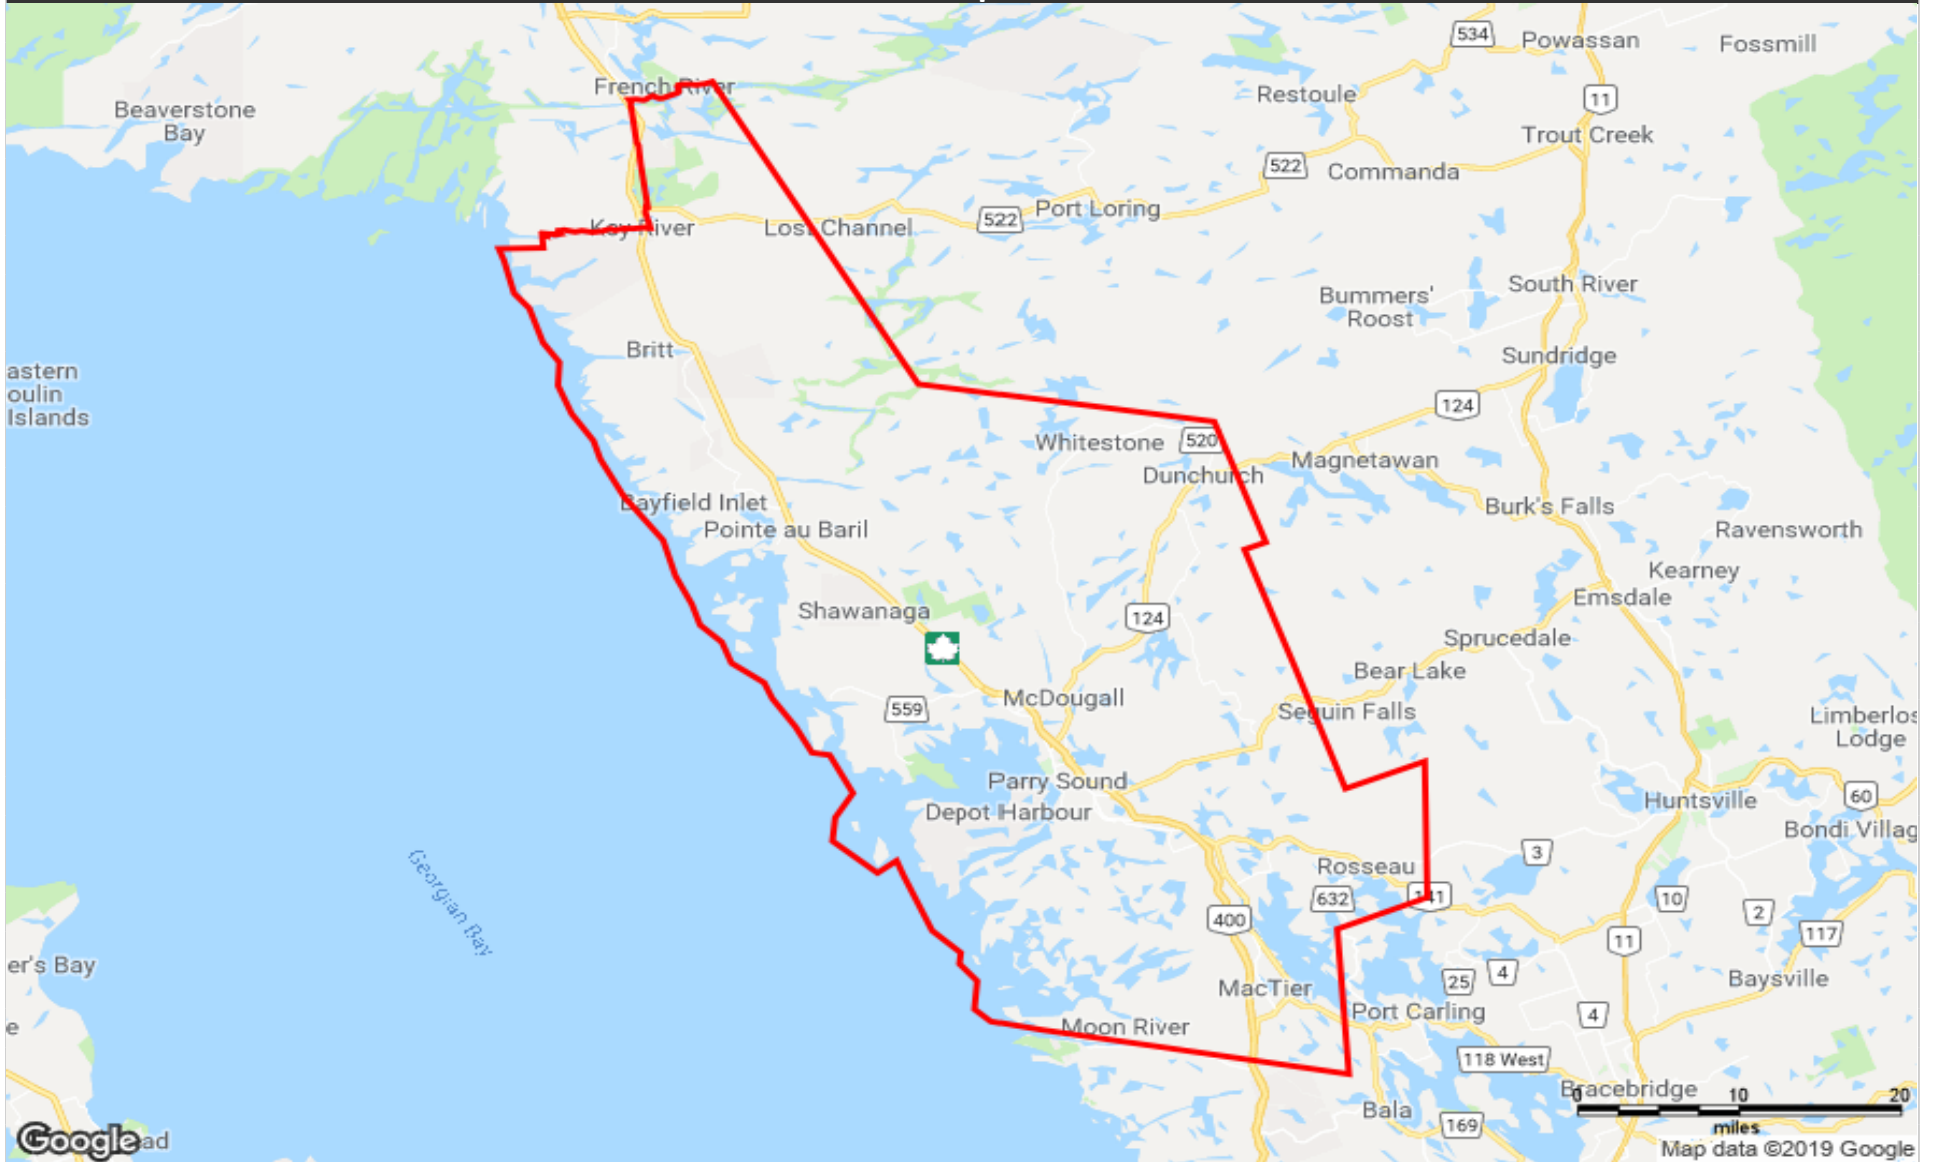 534
Powassan
Fossmill
French River
Restoule
11
Beaverstone
Bay
Trout Creek
522
Commanda
Port Loring
522
Key River
Lost Channel
South River
Bummers'
Roost
Britt
Sundridge
astern
oulin
Islands
124
Whitestone
520
Magnetawan
Dunchurch
Bayfield Inlet
Burk's Falls
Pointe au Baril
Ravensworth
Kearney
Emsdale
Shawanaga
124
Sprucedale
Bear Lake
McDougall
559
Seguin Falls
Limberlos
Lodge
Parry Sound
Huntsville
60
Depot Harbour
Bondi Villag
3
Rosseau
632
141
10
2
400
117
11
Georgian Bay
er's Bay
4
25
Baysville
MacTier
Port Carling
4
e
Moon River
118 West
Bracebridge
0 10 20
miles
Bala
169
Google
ad
Map data ©2019 Google